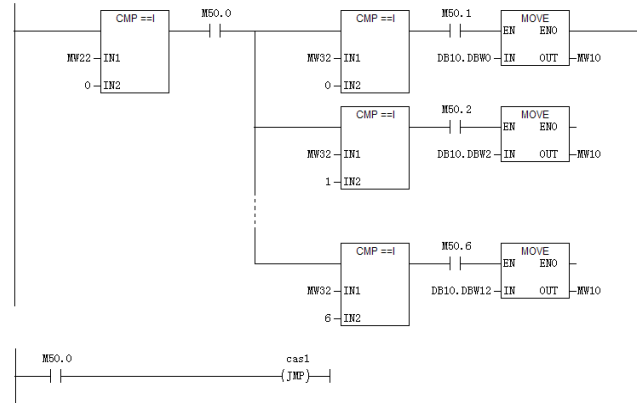 CMP ==I M50.0 CMP ==I M50.1 MOVE
EN ENO
MW22 IN1 MW32 IN1 DB10.DBW0 IN OUT MW10
0 IN2 0 IN2
CMP ==I M50.2 MOVE
EN ENO
MW32 IN1 DB10.DBW2 IN OUT MW10
1 IN2
CMP ==I M50.6 MOVE
EN ENO
MW32 IN1 DB10.DBW12 IN OUT MW10
6 IN2
M50.0 cas1
(JMP)